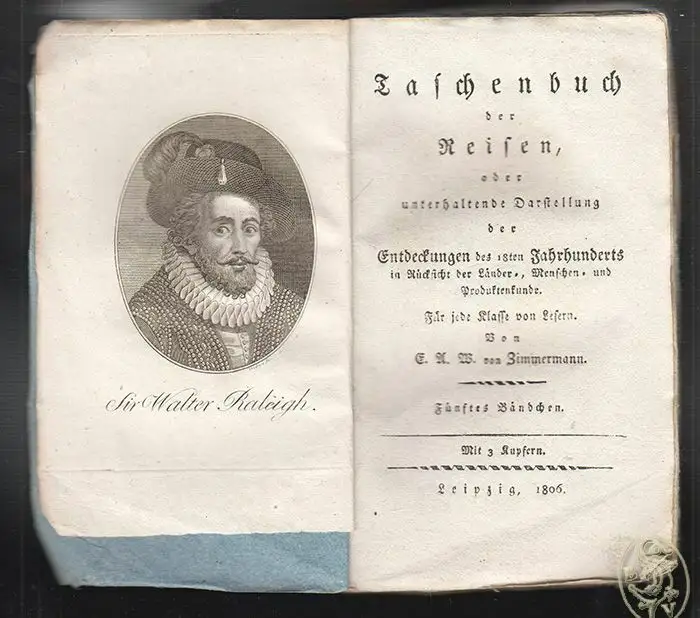 Sir Walter Raleigh.
Taſchenbuch
der
Reiſen,
oder
unterhaltende Darſtellung
der
Entdeckungen des 18ten Jahrhunderts
in Rückſicht der Länder-, Menſchen- und
Produktenkunde.
Für jede Klaſſe von Leſern.
Von
E. A. W. von Zimmermann.
Fünftes Bändchen.
Mit 3 Kupfern.
Leipzig, 1806.